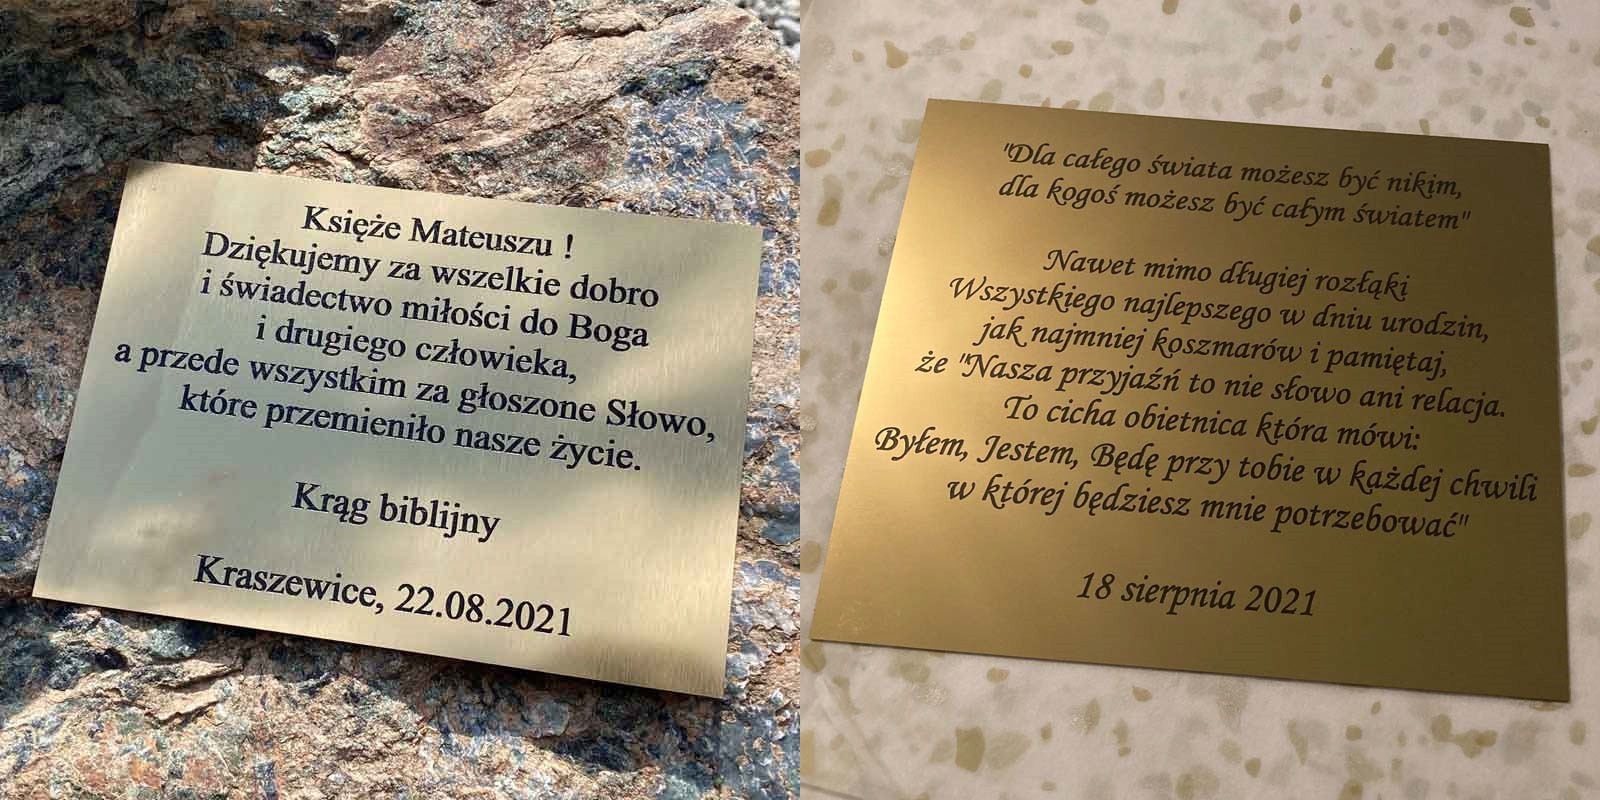 Księże Mateuszu !
Dziękujemy za wszelkie dobro
i świadectwo miłości do Boga
i drugiego człowieka,
a przede wszystkim za głoszone Słowo,
które przemieniło nasze życie.
Krąg biblijny
Kraszewice, 22.08.2021
"Dla całego świata możesz być nikim,
dla kogoś możesz być całym światem"
Nawet mimo długiej rozłąki
Wszystkiego najlepszego w dniu urodzin,
jak najmniej koszmarów i pamiętaj,
że "Nasza przyjaźń to nie słowo ani relacja.
To cicha obietnica która mówi:
Byłem, Jestem, Będę przy tobie w każdej chwili
w której będziesz mnie potrzebować"
18 sierpnia 2021